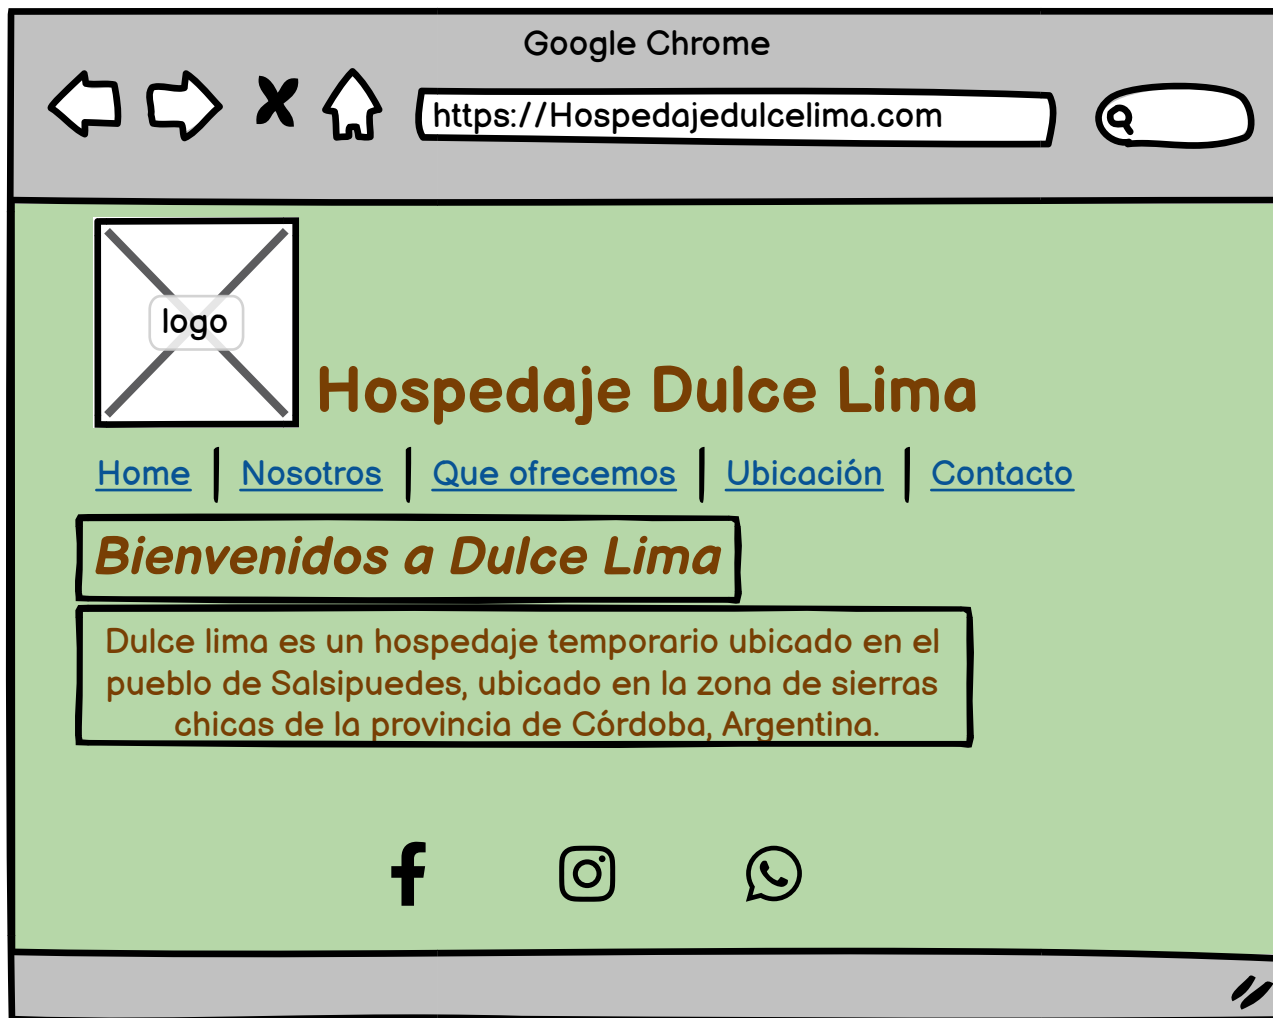 Google Chrome
https://Hospedajedulcelima.com
logo
Hospedaje Dulce Lima
Home Nosotros Que ofrecemos Ubicación Contacto
Bienvenidos a Dulce Lima
Dulce lima es un hospedaje temporario ubicado en el
pueblo de Salsipuedes, ubicado en la zona de sierras
chicas de la provincia de Córdoba, Argentina.